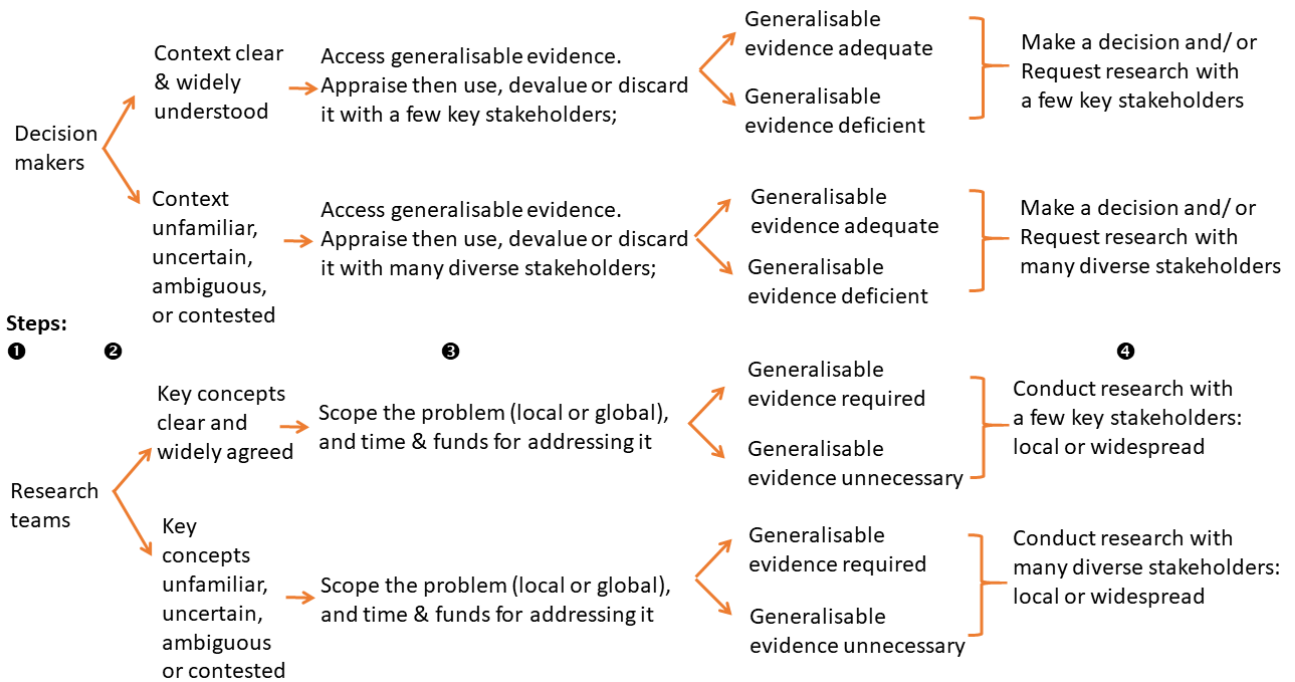 Decision
makers
Context clear
& widely
understood
Access generalisable evidence.
Appraise then use, devalue or discard
it with a few key stakeholders;
Generalisable
evidence adequate
Generalisable
evidence deficient
Make a decision and/ or
Request research with
a few key stakeholders
Context
unfamiliar,
uncertain,
ambiguous,
or contested
Access generalisable evidence.
Appraise then use, devalue or discard
it with many diverse stakeholders;
Generalisable
evidence adequate
Generalisable
evidence deficient
Make a decision and/ or
Request research with
many diverse stakeholders
Steps:
❶ ❷ ❸ ❹
Research
teams
Key concepts
clear and
widely agreed
Scope the problem (local or global),
and time & funds for addressing it
Generalisable
evidence required
Generalisable
evidence unnecessary
Conduct research with
a few key stakeholders:
local or widespread
Key
concepts
unfamiliar,
uncertain,
ambiguous
or contested
Scope the problem (local or global),
and time & funds for addressing it
Generalisable
evidence required
Generalisable
evidence unnecessary
Conduct research with
many diverse stakeholders:
local or widespread